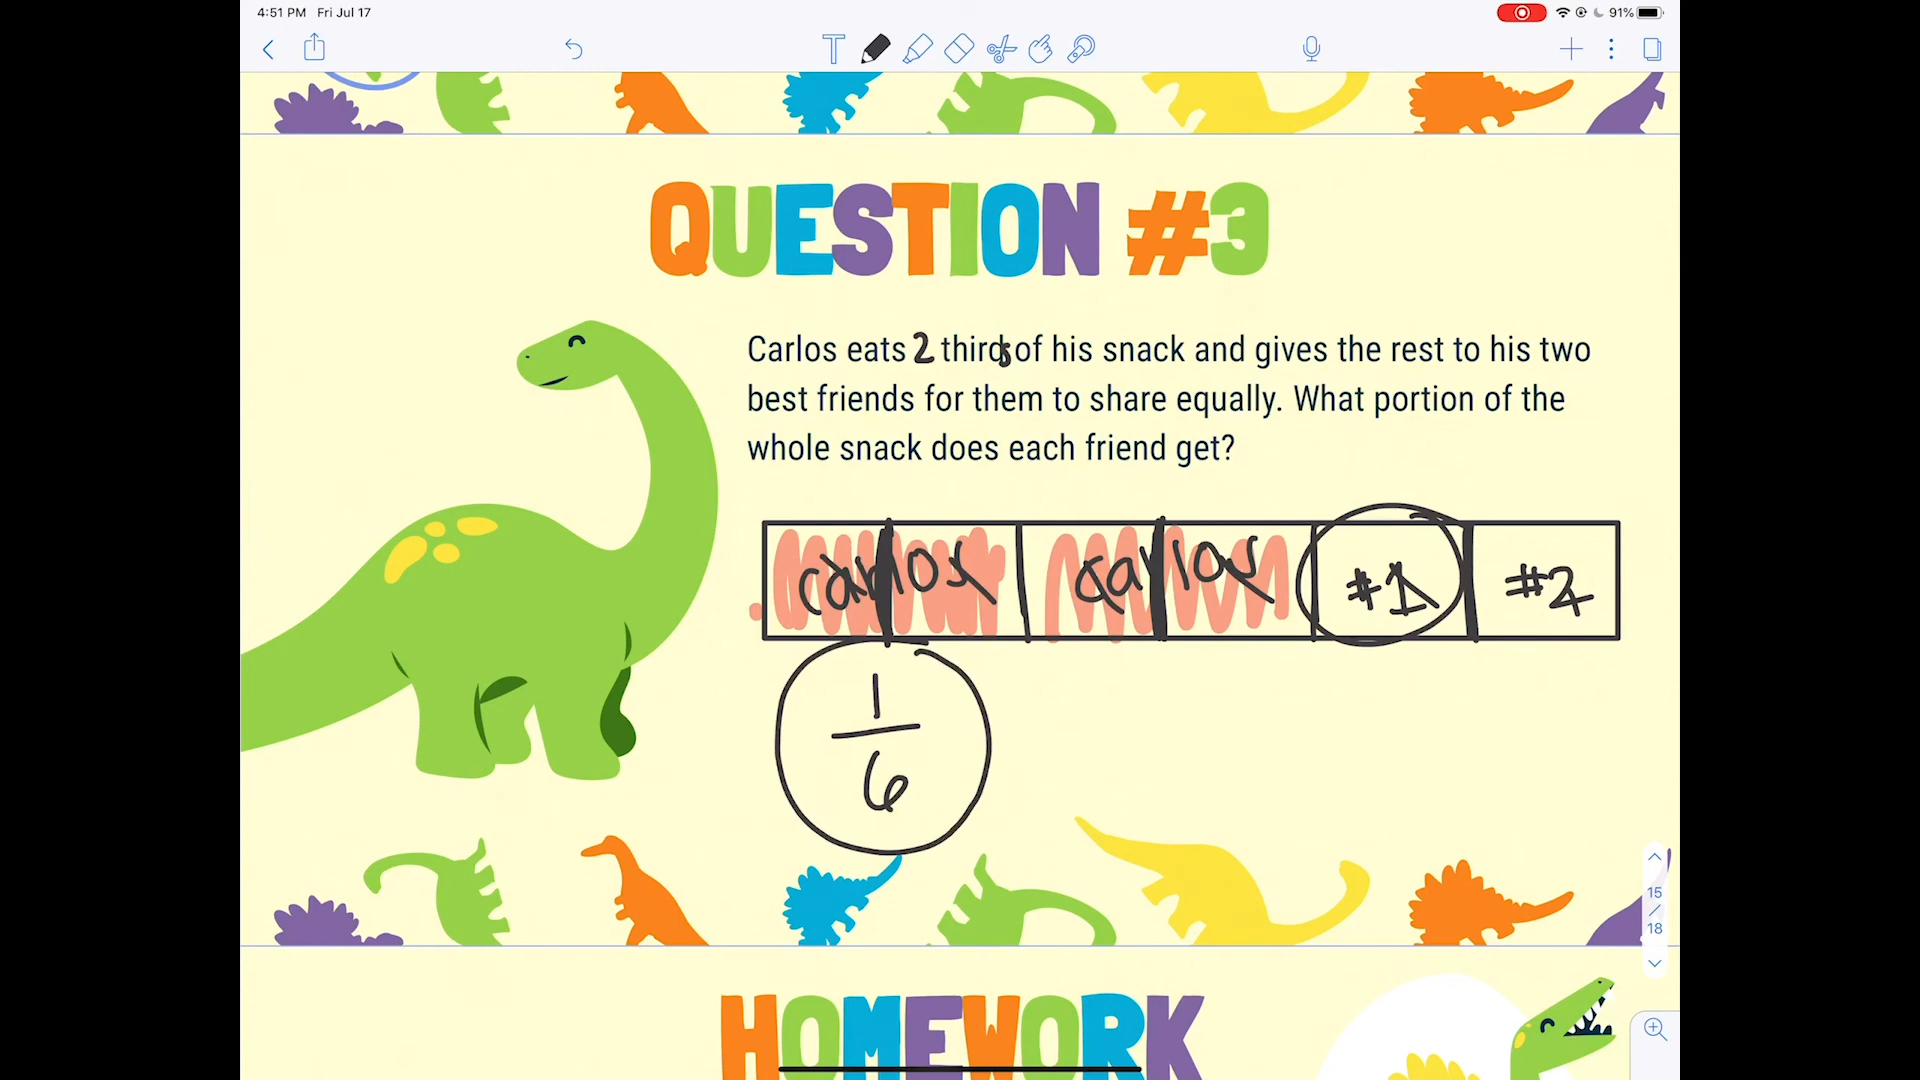 4:51 PM Fri Jul 17
91%
T
QUESTION #3
Carlos eats 2 thirds of his snack and gives the rest to his two
best friends for them to share equally. What portion of the
whole snack does each friend get?
carlos carlos #1 #2
1
6
15
/
18
HOMEWORK